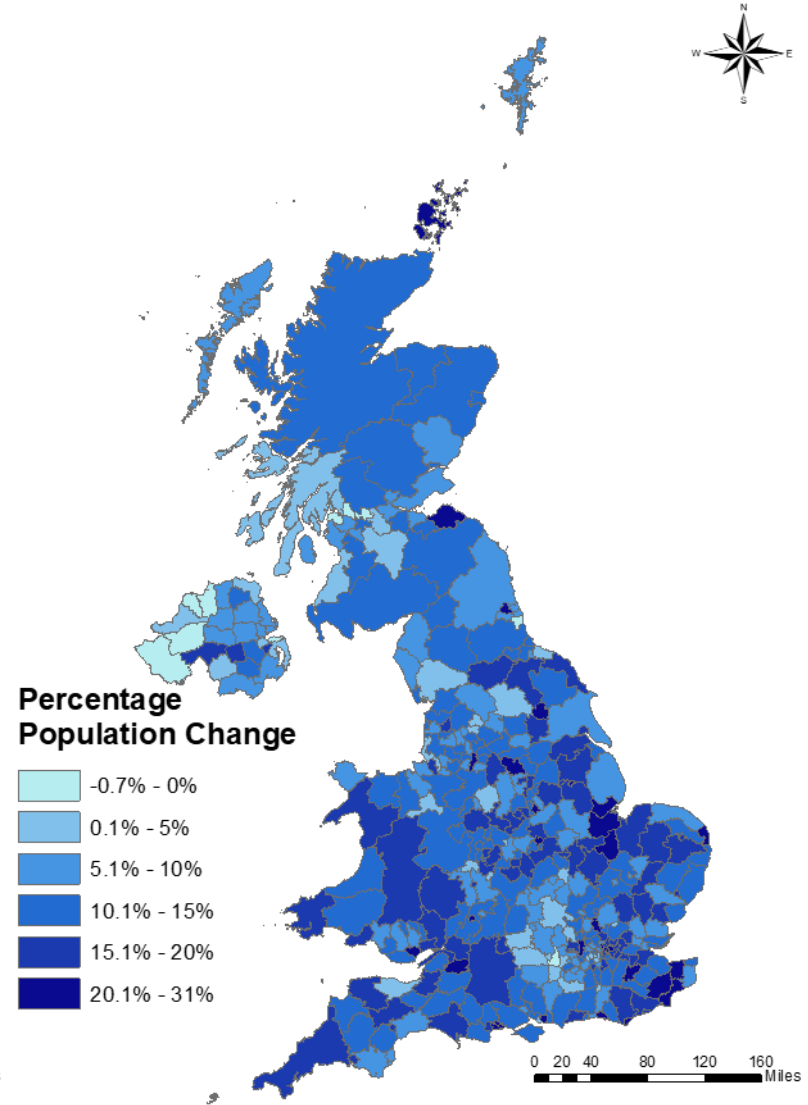 N
W E
S
Percentage
Population Change
-0.7% - 0%
0.1% - 5%
5.1% - 10%
10.1% - 15%
15.1% - 20%
20.1% - 31%
0 20 40 80 120 160
Miles